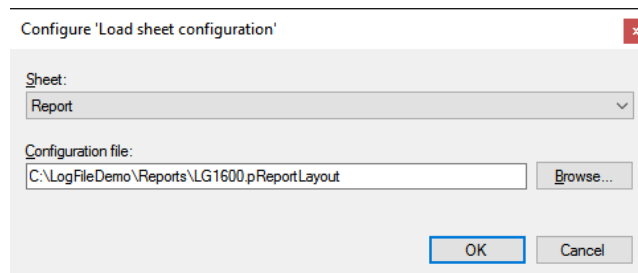 Configure 'Load sheet configuration'
Sheet:
Report
Configuration file:
C:\LogFileDemo\Reports\LG1600.pReportLayout
Browse...
OK
Cancel